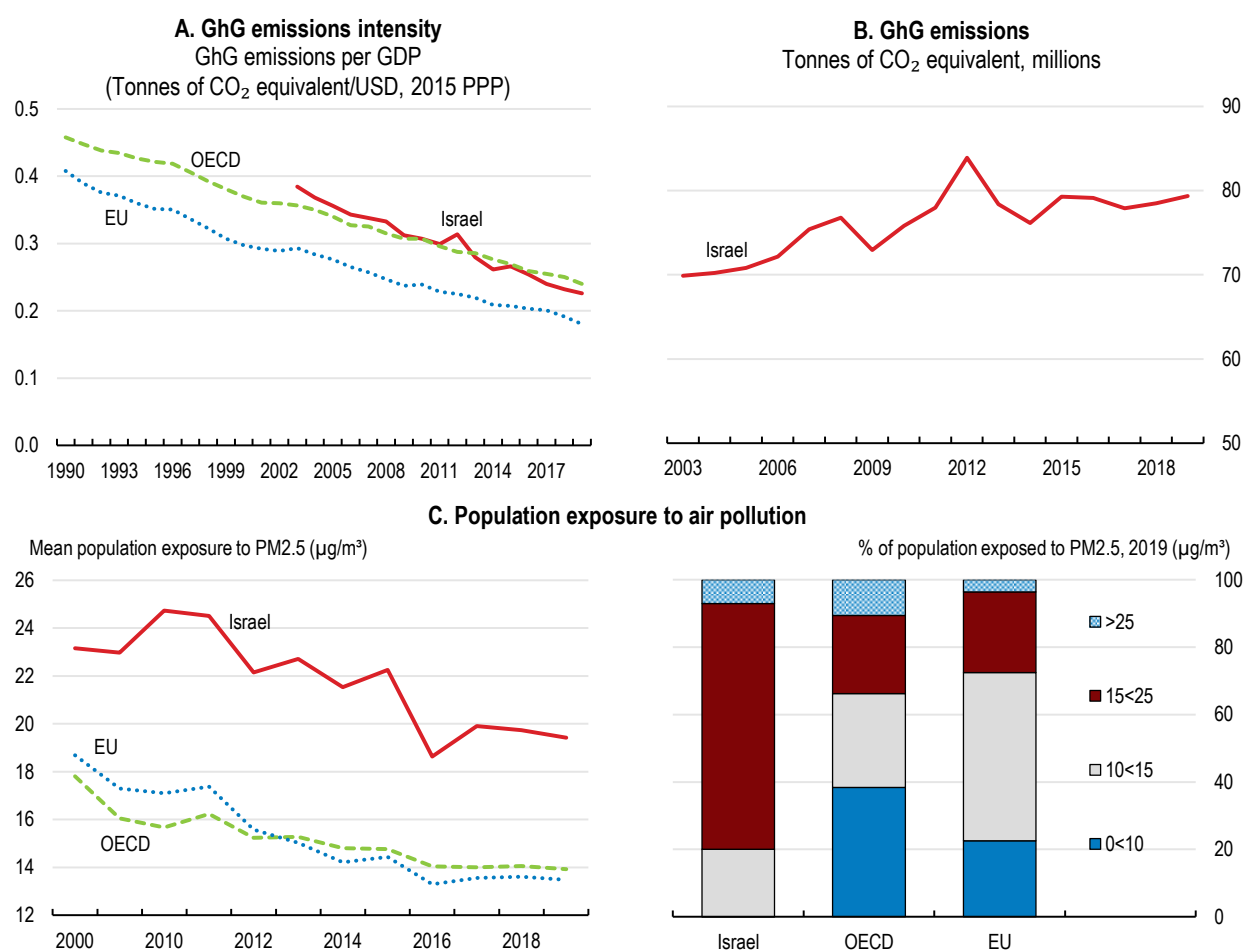 A. GhG emissions intensity
GhG emissions per GDP
(Tonnes of CO₂ equivalent/USD, 2015 PPP)
0.5
0.4
0.3
0.2
0.1
0.0
OECD
EU
Israel
1990 1993 1996 1999 2002 2005 2008 2011 2014 2017
B. GhG emissions
Tonnes of CO₂ equivalent, millions
90
80
70
60
50
Israel
2003 2006 2009 2012 2015 2018
C. Population exposure to air pollution
Mean population exposure to PM2.5 (µg/m³)
26
24
22
20
18
16
14
12
Israel
EU
OECD
2000 2010 2012 2014 2016 2018
% of population exposed to PM2.5, 2019 (µg/m³)
100
80
60
40
20
0
>25
15<25
10<15
0<10
Israel OECD EU